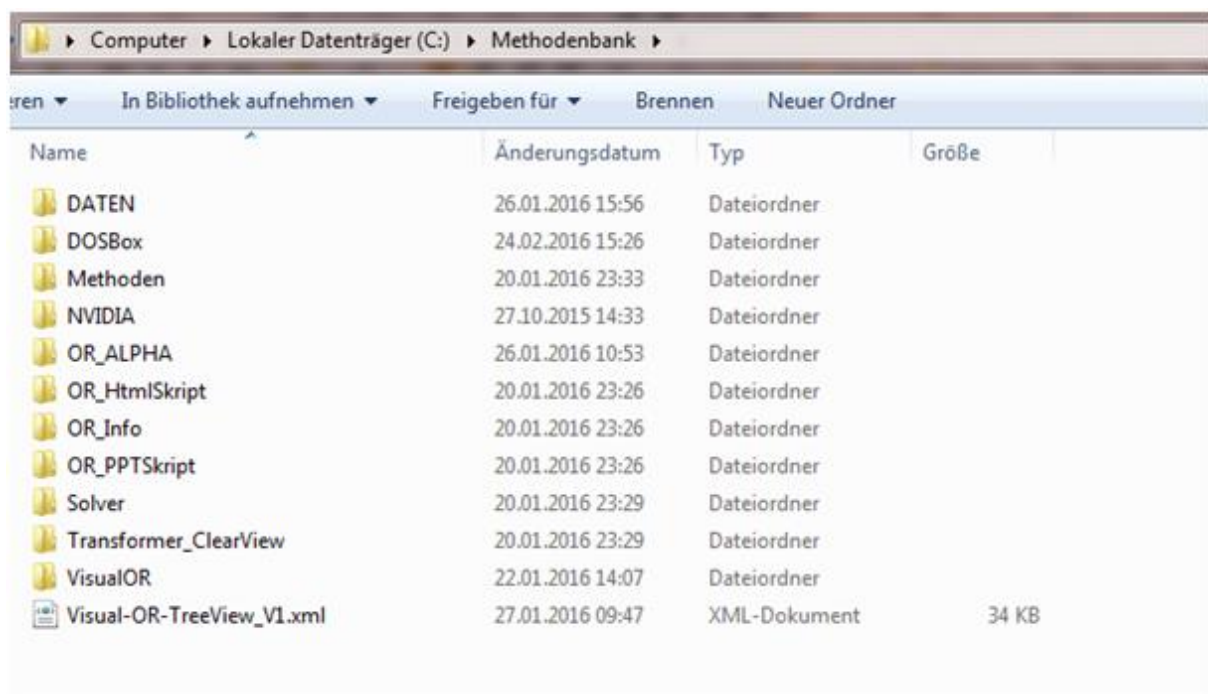 Computer ▸ Lokaler Datenträger (C:) ▸ Methodenbank ▸
eren In Bibliothek aufnehmen Freigeben für Brennen Neuer Ordner
Name Änderungsdatum Typ Größe
DATEN 26.01.2016 15:56 Dateiordner
DOSBox 24.02.2016 15:26 Dateiordner
Methoden 20.01.2016 23:33 Dateiordner
NVIDIA 27.10.2015 14:33 Dateiordner
OR_ALPHA 26.01.2016 10:53 Dateiordner
OR_HtmlSkript 20.01.2016 23:26 Dateiordner
OR_Info 20.01.2016 23:26 Dateiordner
OR_PPTSkript 20.01.2016 23:26 Dateiordner
Solver 20.01.2016 23:29 Dateiordner
Transformer_ClearView 20.01.2016 23:29 Dateiordner
VisualOR 22.01.2016 14:07 Dateiordner
Visual-OR-TreeView_V1.xml 27.01.2016 09:47 XML-Dokument 34 KB